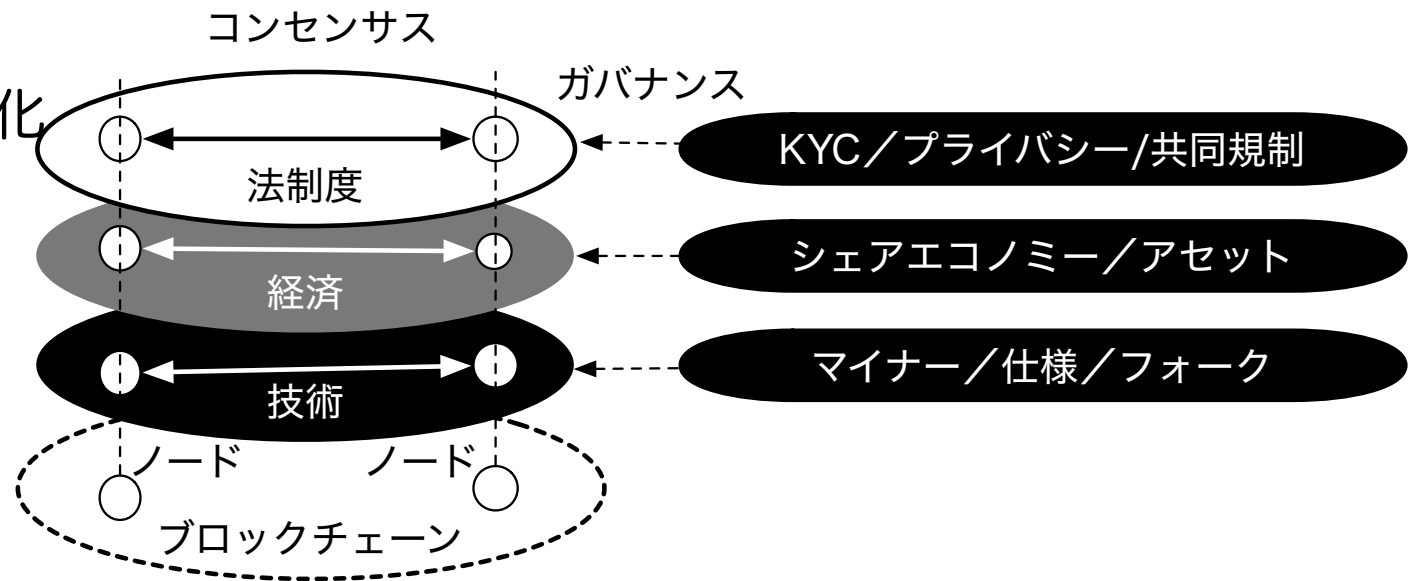 コンセンサス
ガバナンス
化
KYC／プライバシー/共同規制
法制度
シェアエコノミー／アセット
経済
マイナー／仕様／フォーク
技術
ノード
ノード
ブロックチェーン